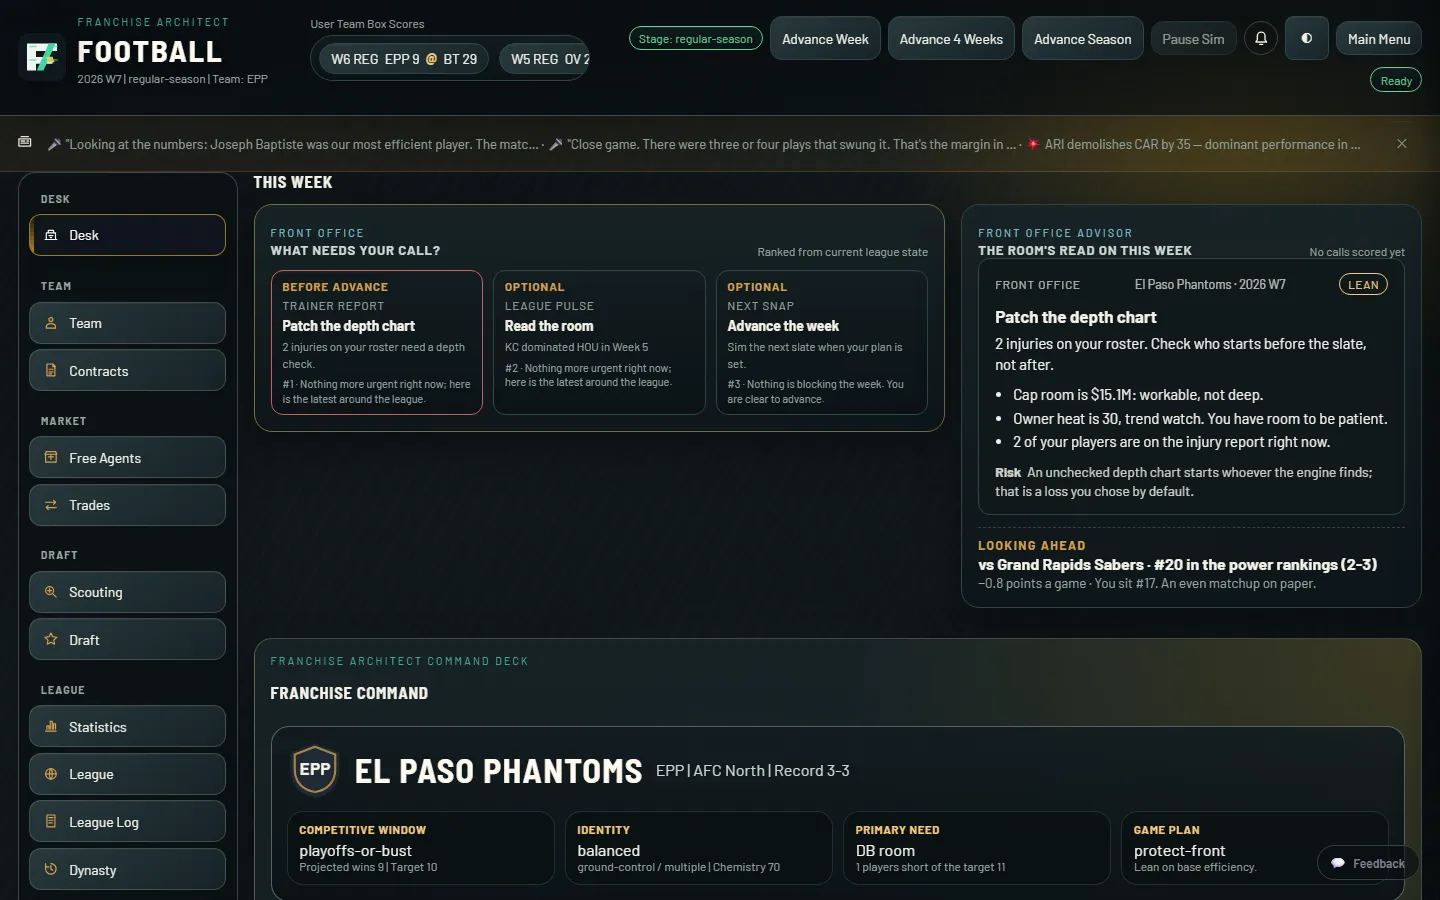 FRANCHISE ARCHITECT
FOOTBALL
2026 W7 | regular-season | Team: EPP
User Team Box Scores
W6 REG EPP 9 @ BT 29
W5 REG OV 2
Stage: regular-season
Advance Week
Advance 4 Weeks
Advance Season
Pause Sim
Main Menu
Ready
"Looking at the numbers: Joseph Baptiste was our most efficient player. The matc... · "Close game. There were three or four plays that swung it. That's the margin in ... · ARI demolishes CAR by 35 — dominant performance in ...
DESK
Desk
TEAM
Team
Contracts
MARKET
Free Agents
Trades
DRAFT
Scouting
Draft
LEAGUE
Statistics
League
League Log
Dynasty
THIS WEEK
FRONT OFFICE
WHAT NEEDS YOUR CALL?
Ranked from current league state
BEFORE ADVANCE
TRAINER REPORT
Patch the depth chart
2 injuries on your roster need a depth
check.
#1 · Nothing more urgent right now; here
is the latest around the league.
OPTIONAL
LEAGUE PULSE
Read the room
KC dominated HOU in Week 5
#2 · Nothing more urgent right now;
here is the latest around the league.
OPTIONAL
NEXT SNAP
Advance the week
Sim the next slate when your plan is
set.
#3 · Nothing is blocking the week. You
are clear to advance.
FRONT OFFICE ADVISOR
THE ROOM'S READ ON THIS WEEK
No calls scored yet
FRONT OFFICE
El Paso Phantoms · 2026 W7
LEAN
Patch the depth chart
2 injuries on your roster. Check who starts before the slate,
not after.
• Cap room is $15.1M: workable, not deep.
• Owner heat is 30, trend watch. You have room to be patient.
• 2 of your players are on the injury report right now.
Risk An unchecked depth chart starts whoever the engine finds;
that is a loss you chose by default.
LOOKING AHEAD
vs Grand Rapids Sabers · #20 in the power rankings (2-3)
−0.8 points a game · You sit #17. An even matchup on paper.
FRANCHISE ARCHITECT COMMAND DECK
FRANCHISE COMMAND
EPP
EL PASO PHANTOMS
EPP | AFC North | Record 3-3
COMPETITIVE WINDOW
playoffs-or-bust
Projected wins 9 | Target 10
IDENTITY
balanced
ground-control / multiple | Chemistry 70
PRIMARY NEED
DB room
1 players short of the target 11
GAME PLAN
protect-front
Lean on base efficiency.
Feedback